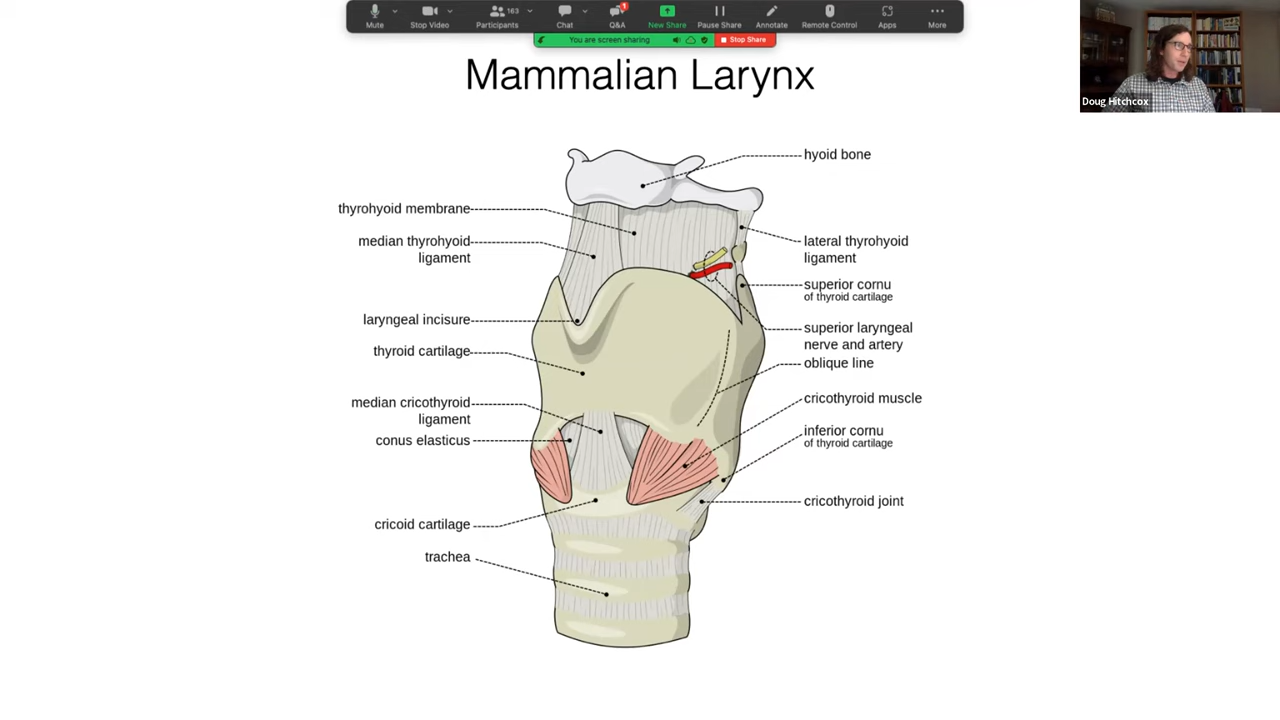 Mute
Stop Video
163
Participants
Chat
1
Q&A
New Share
Pause Share
Annotate
Remote Control
Apps
More
You are screen sharing
Stop Share
Doug Hitchcox
Mammalian Larynx
hyoid bone
thyrohyoid membrane
median thyrohyoid
ligament
lateral thyrohyoid
ligament
superior cornu
of thyroid cartilage
laryngeal incisure
superior laryngeal
nerve and artery
thyroid cartilage
oblique line
median cricothyroid
ligament
cricothyroid muscle
conus elasticus
inferior cornu
of thyroid cartilage
cricoid cartilage
cricothyroid joint
trachea